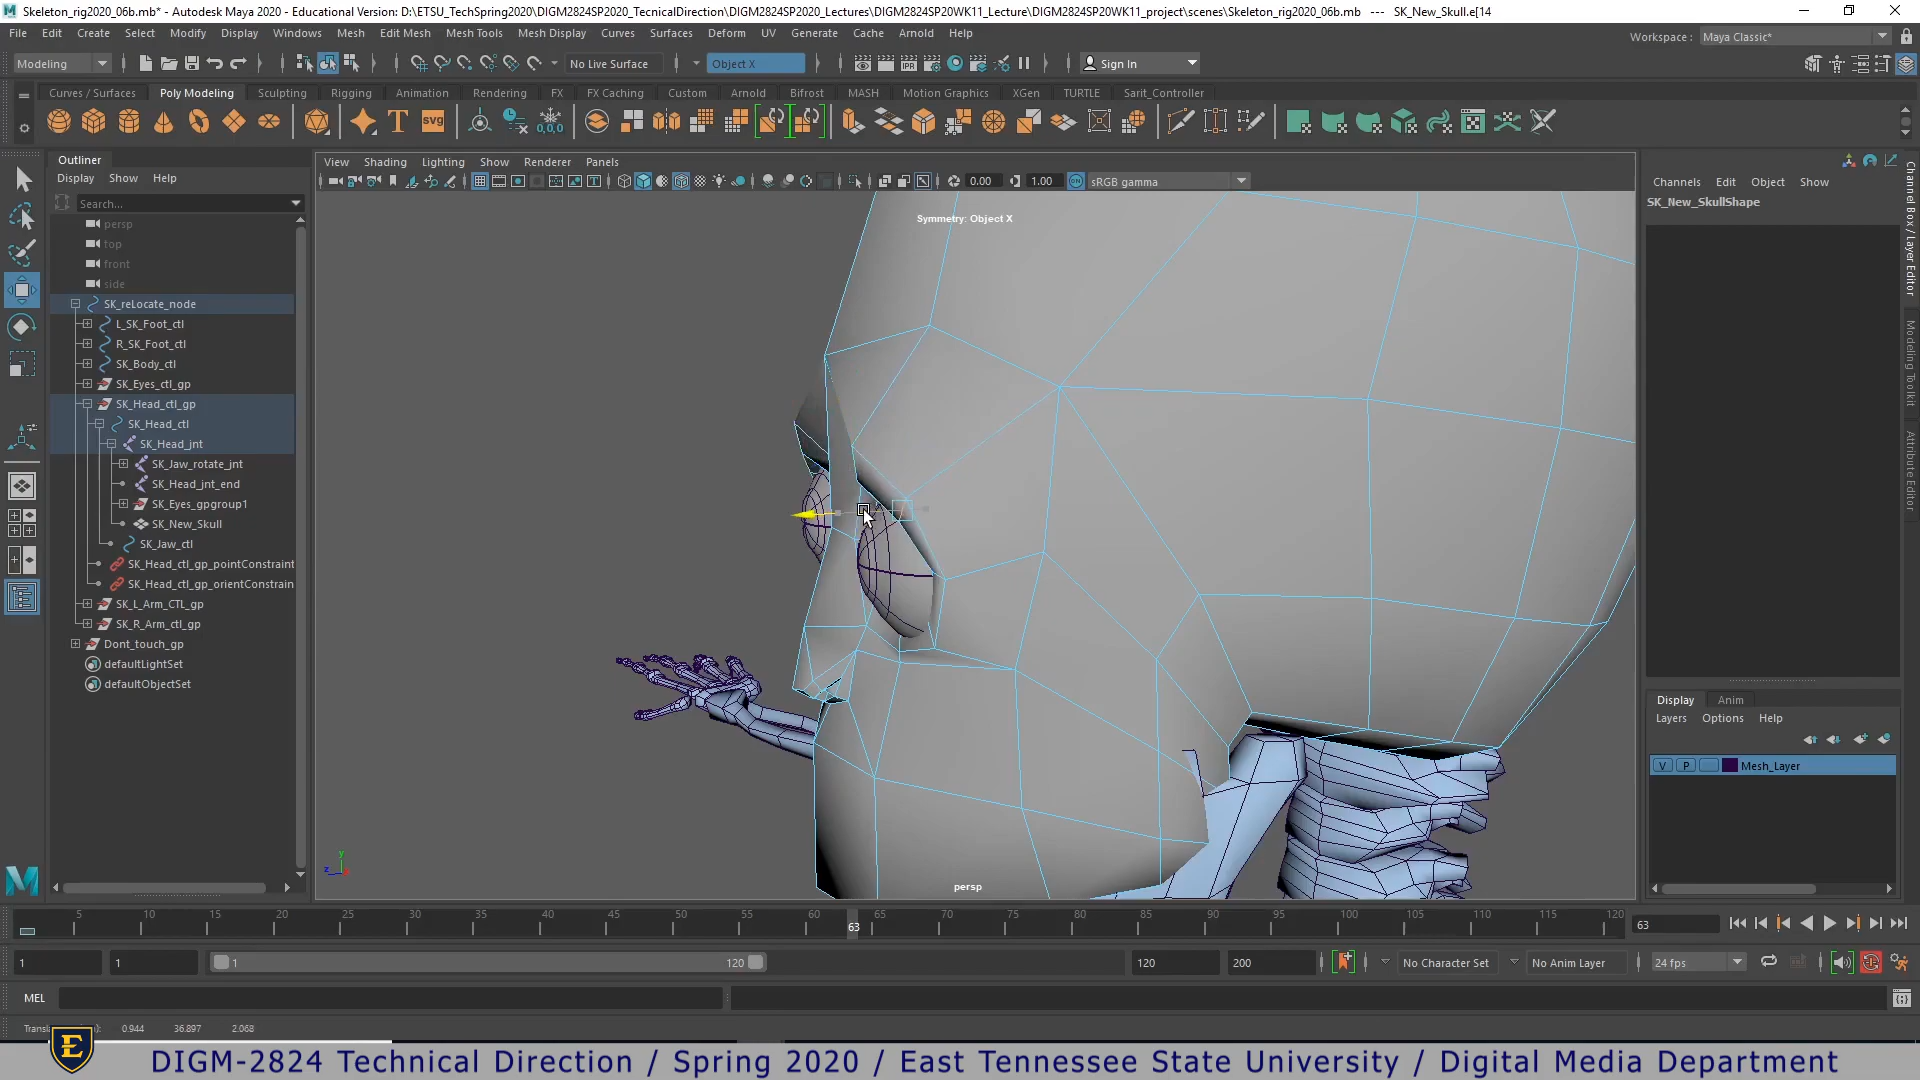 Skeleton_rig2020_06b.mb* - Autodesk Maya 2020 - Educational Version: D:\ETSU_TechSpring2020\DIGM2824SP2020_TecnicalDirection\DIGM2824SP2020_Lectures\DIGM2824SP20WK11_Lecture\DIGM2824SP20WK11_project\scenes\Skeleton_rig2020_06b.mb --- SK_New_Skull.e[14
File Edit Create Select Modify Display Windows Mesh Edit Mesh Mesh Tools Mesh Display Curves Surfaces Deform UV Generate Cache Arnold Help
Workspace : Maya Classic*
Modeling No Live Surface Object X Sign In
Curves / Surfaces Poly Modeling Sculpting Rigging Animation Rendering FX FX Caching Custom Arnold Bifrost MASH Motion Graphics XGen TURTLE Sarit_Controller
Outliner
Display Show Help
Search...
persp
top
front
side
SK_reLocate_node
L_SK_Foot_ctl
R_SK_Foot_ctl
SK_Body_ctl
SK_Eyes_ctl_gp
SK_Head_ctl_gp
SK_Head_ctl
SK_Head_jnt
SK_Jaw_rotate_jnt
SK_Head_jnt_end
SK_Eyes_gpgroup1
SK_New_Skull
SK_Jaw_ctl
SK_Head_ctl_gp_pointConstraint
SK_Head_ctl_gp_orientConstrain
SK_L_Arm_CTL_gp
SK_R_Arm_ctl_gp
Dont_touch_gp
defaultLightSet
defaultObjectSet
View Shading Lighting Show Renderer Panels
0.00 1.00 sRGB gamma
Symmetry: Object X
persp
Channels Edit Object Show
SK_New_SkullShape
Channel Box / Layer Editor
Modeling Toolkit
Attribute Editor
Display Anim
Layers Options Help
V P Mesh_Layer
5 10 15 20 25 30 35 40 45 50 55 60 65 70 75 80 85 90 95 100 105 110 115 120
63
63
1 1 1 120 120 200 No Character Set No Anim Layer 24 fps
MEL
0.944 36.897 2.068
E DIGM-2824 Technical Direction / Spring 2020 / East Tennessee State University / Digital Media Department